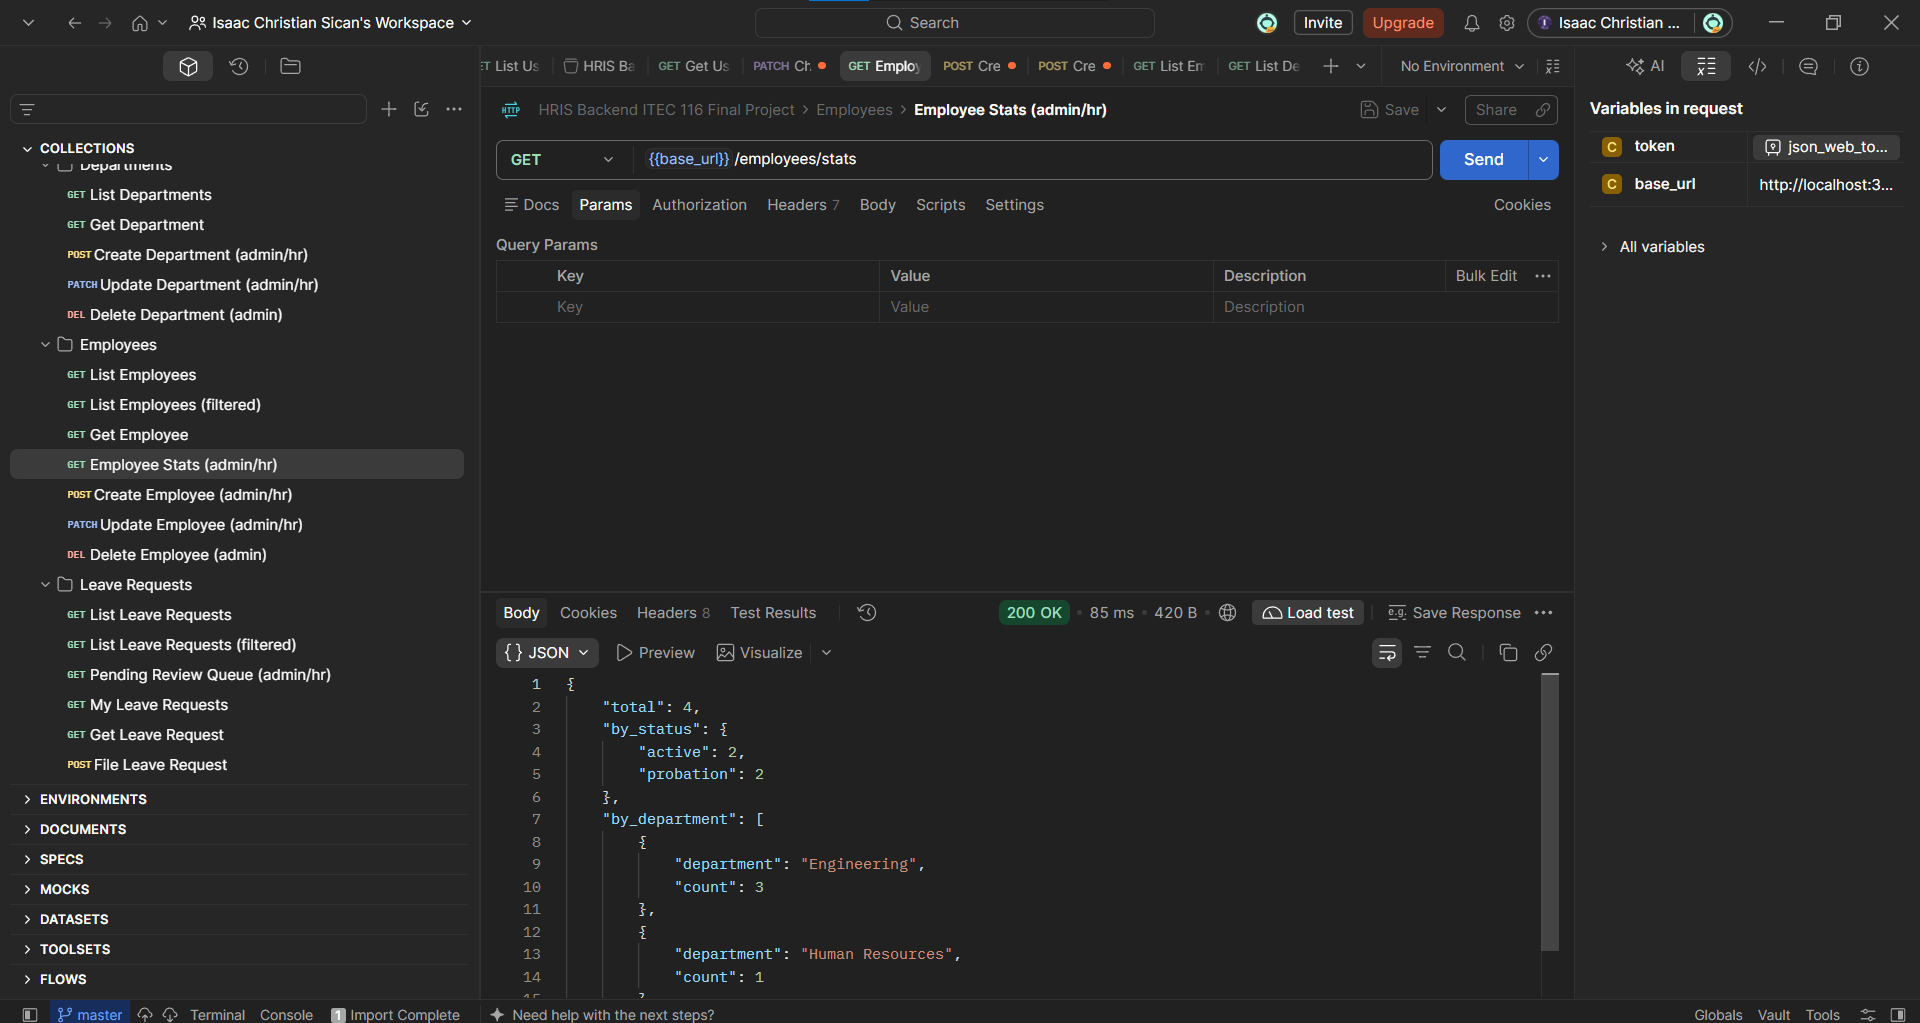 Isaac Christian Sican's Workspace
Search
Invite
Upgrade
Isaac Christian ...
List Us
HRIS Ba
GET Get Us
PATCH Ch
GET Employ
POST Cre
POST Cre
GET List Em
GET List De
No Environment
AI
HRIS Backend ITEC 116 Final Project > Employees > Employee Stats (admin/hr)
Save
Share
GET
{{base_url}} /employees/stats
Send
Docs
Params
Authorization
Headers 7
Body
Scripts
Settings
Cookies
Query Params
Key
Value
Description
Bulk Edit
Key
Value
Description
COLLECTIONS
Departments
GET List Departments
GET Get Department
POST Create Department (admin/hr)
PATCH Update Department (admin/hr)
DEL Delete Department (admin)
Employees
GET List Employees
GET List Employees (filtered)
GET Get Employee
GET Employee Stats (admin/hr)
POST Create Employee (admin/hr)
PATCH Update Employee (admin/hr)
DEL Delete Employee (admin)
Leave Requests
GET List Leave Requests
GET List Leave Requests (filtered)
GET Pending Review Queue (admin/hr)
GET My Leave Requests
GET Get Leave Request
POST File Leave Request
ENVIRONMENTS
DOCUMENTS
SPECS
MOCKS
DATASETS
TOOLSETS
FLOWS
Body
Cookies
Headers 8
Test Results
200 OK
85 ms
420 B
Load test
e.g. Save Response
{} JSON
Preview
Visualize
1 {
2 "total": 4,
3 "by_status": {
4 "active": 2,
5 "probation": 2
6 },
7 "by_department": [
8 {
9 "department": "Engineering",
10 "count": 3
11 },
12 {
13 "department": "Human Resources",
14 "count": 1
15 }
Variables in request
C token json_web_to...
C base_url http://localhost:3...
All variables
master
Terminal
Console
1 Import Complete
Need help with the next steps?
Globals
Vault
Tools